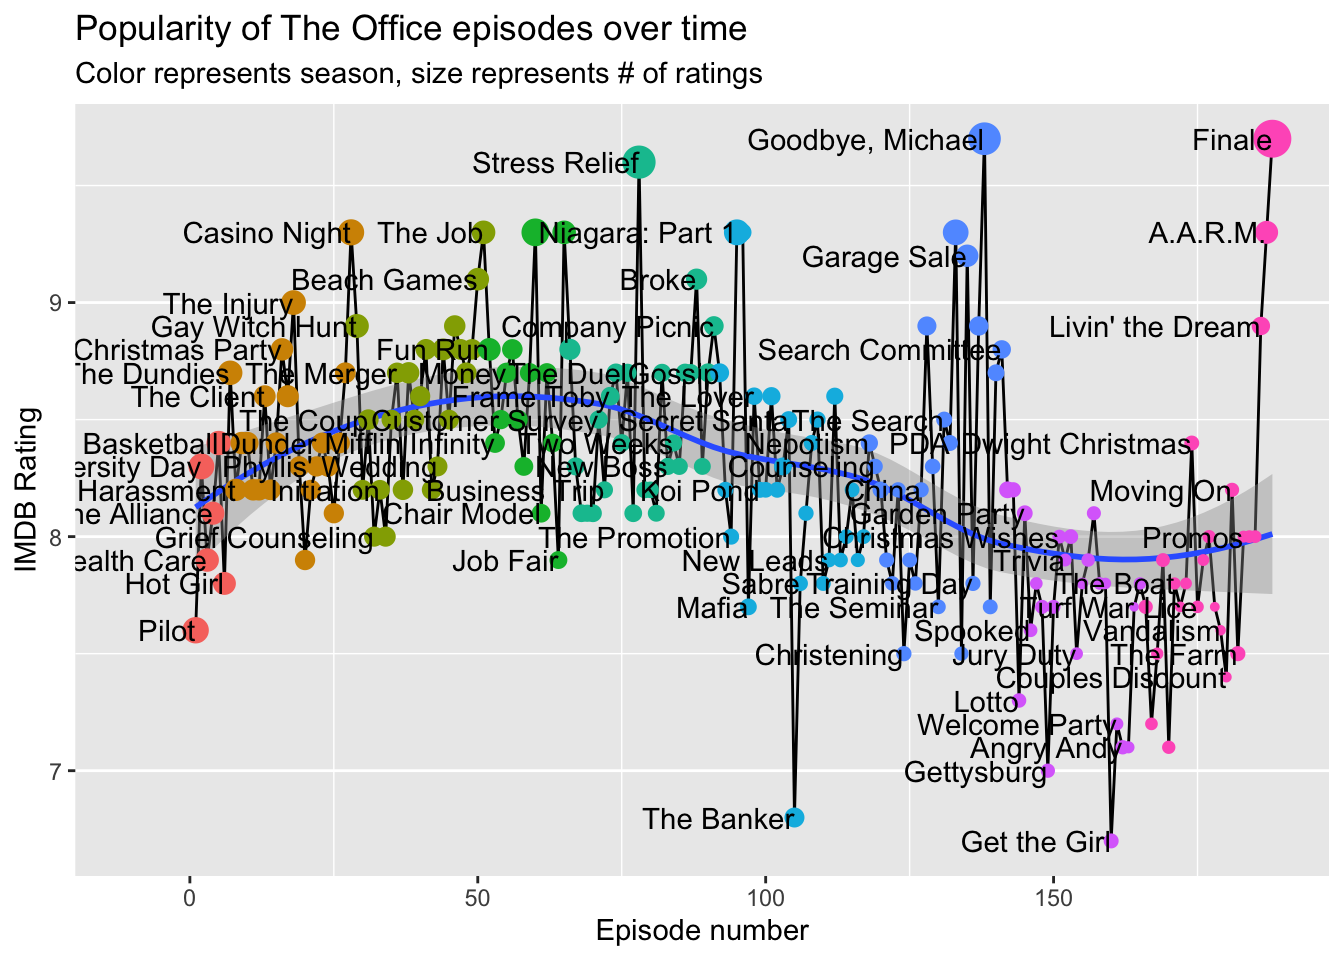 Popularity of The Office episodes over time
Color represents season, size represents # of ratings
Goodbye, Michael
Finale
Stress Relief
Casino Night
The Job
Niagara: Part 1
A.A.R.M.
Garage Sale
Beach Games
Broke
The Injury
9
Gay Witch Hunt
Company Picnic
Livin' the Dream
Christmas Party
Fun Run
Search Committee
The Dundies
The Merger
Money
The Duel
Gossip
The Client
Frame Toby
The Lover
The Coup
Customer Survey
Secret Santa
The Search
Basketball
Dunder Mifflin Infinity
Two Weeks
Nepotism
PDA
Dwight Christmas
ersity Day
Phyllis' Wedding
New Boss
Counseling
Harassment
Initiation
Business Trip
Koi Pond
China
Moving On
he Alliance
Chair Model
Garden Party
8
Grief Counseling
The Promotion
Christmas Wishes
Promos
ealth Care
Job Fair
New Leads
Trivia
Hot Girl
Sabre
Training Day
The Boat
Mafia
The Seminar
Turf War
Lice
Pilot
Spooked
Vandalism
Christening
Jury Duty
The Farm
Couples Discount
Lotto
Welcome Party
Angry Andy
7
Gettysburg
The Banker
Get the Girl
IMDB Rating
0 50 100 150
Episode number